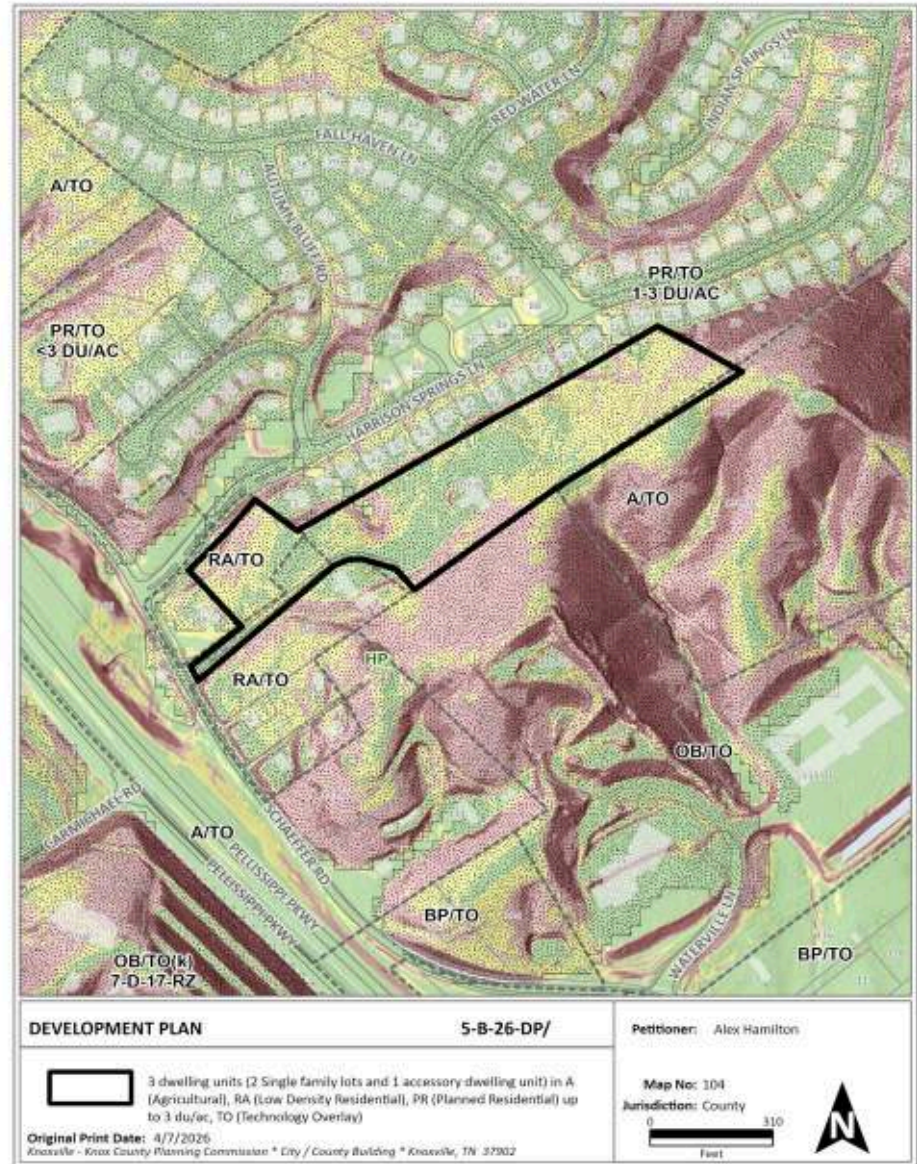 RED WATER LN
INDIAN SPRINGS LN
FALL HAVEN LN
A/TO
AUTUMN BLUFF RD
PR/TO
1-3 DU/AC
PR/TO
<3 DU/AC
HARRISON SPRINGS LN
A/TO
RA/TO
HP
RA/TO
OB/TO
SCHAEFFER RD
CARMICHAEL RD
A/TO
PELLISSIPPI PKWY
PELLISSIPPI PKWY
BP/TO
WATERVILLE LN
BP/TO
OB/TO(k)
7-D-17-RZ
DEVELOPMENT PLAN 5-B-26-DP/
Petitioner: Alex Hamilton
3 dwelling units (2 Single family lots and 1 accessory dwelling unit) in A
(Agricultural), RA (Low Density Residential), PR (Planned Residential) up
to 3 du/ac, TO (Technology Overlay)
Map No: 104
Jurisdiction: County
0 310
Feet
N
Original Print Date: 4/7/2026
Knoxville - Knox County Planning Commission * City / County Building * Knoxville, TN 37902